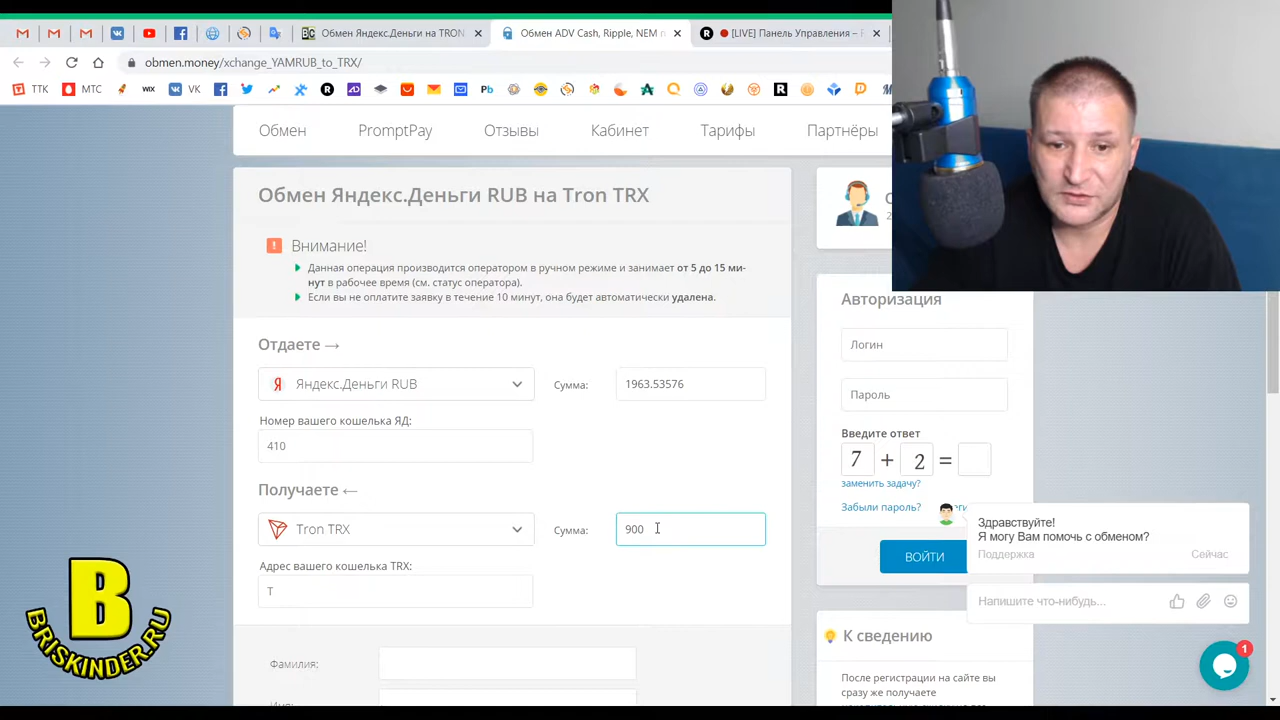 Обмен Яндекс.Деньги на TRON
Обмен ADV Cash, Ripple, NEM п
[LIVE] Панель Управления – F
obmen.money/xchange_YAMRUB_to_TRX/
ТТК
МТС
WIX
VK
Pb
Обмен
PromptPay
Отзывы
Кабинет
Тарифы
Партнёры
Обмен Яндекс.Деньги RUB на Tron TRX
Внимание!
Данная операция производится оператором в ручном режиме и занимает от 5 до 15 ми-
нут в рабочее время (см. статус оператора).
Если вы не оплатите заявку в течение 10 минут, она будет автоматически удалена.
Отдаете →
Яндекс.Деньги RUB
Сумма:
1963.53576
Номер вашего кошелька ЯД:
410
Получаете ←
Tron TRX
Сумма:
900
Адрес вашего кошелька TRX:
T
Фамилия:
Авторизация
Логин
Пароль
Введите ответ
7 + 2 =
заменить задачу?
Забыли пароль?
ВОЙТИ
Здравствуйте!
Я могу Вам помочь с обменом?
Поддержка
Сейчас
Напишите что-нибудь...
1
К сведению
После регистрации на сайте вы
сразу же получаете
B
BRISKINDER.RU